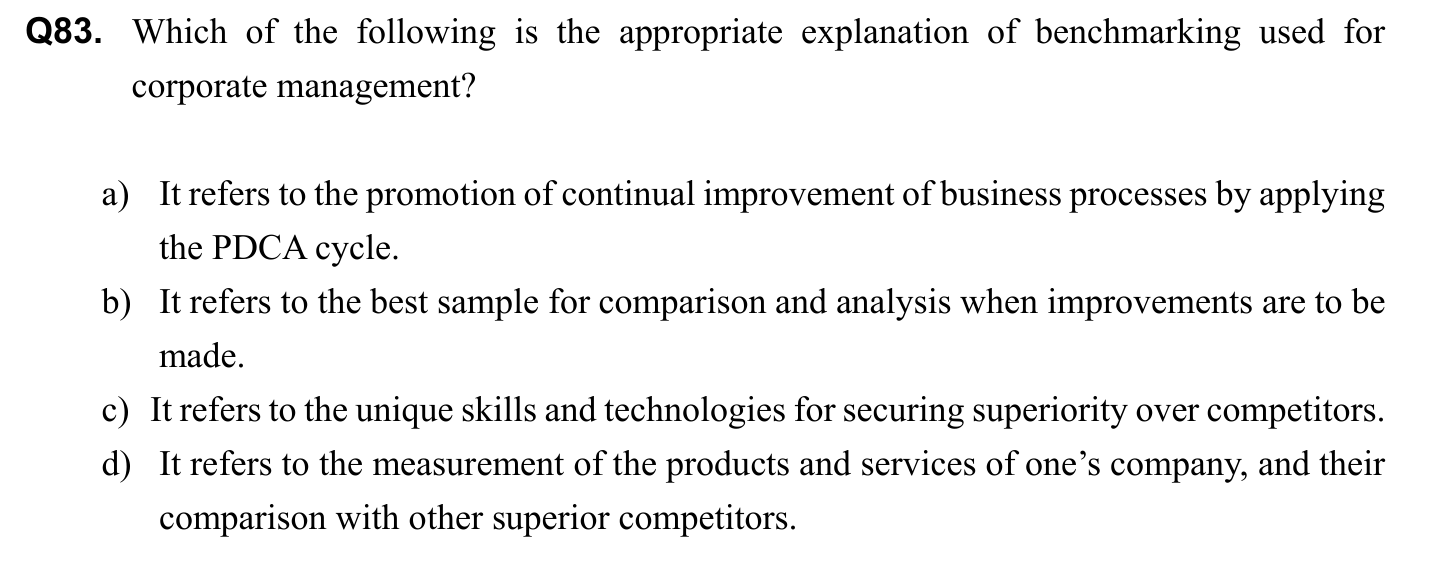 Q83. Which of the following is the appropriate explanation of benchmarking used for
corporate management?
a) It refers to the promotion of continual improvement of business processes by applying
the PDCA cycle.
b) It refers to the best sample for comparison and analysis when improvements are to be
made.
c) It refers to the unique skills and technologies for securing superiority over competitors.
d) It refers to the measurement of the products and services of one’s company, and their
comparison with other superior competitors.